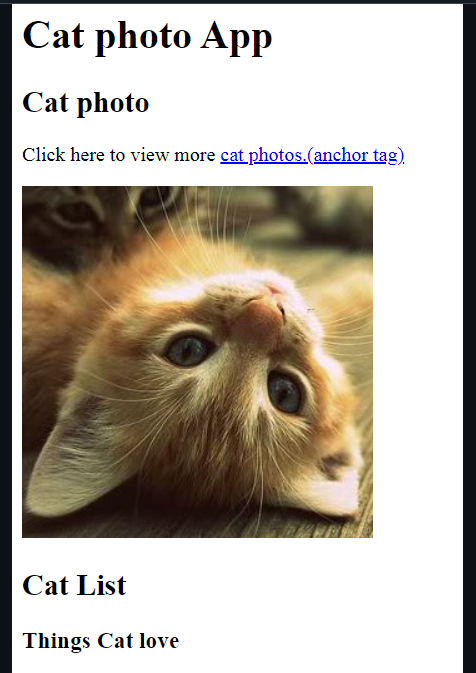 Cat photo App
Cat photo
Click here to view more cat photos.(anchor tag)
Cat List
Things Cat love